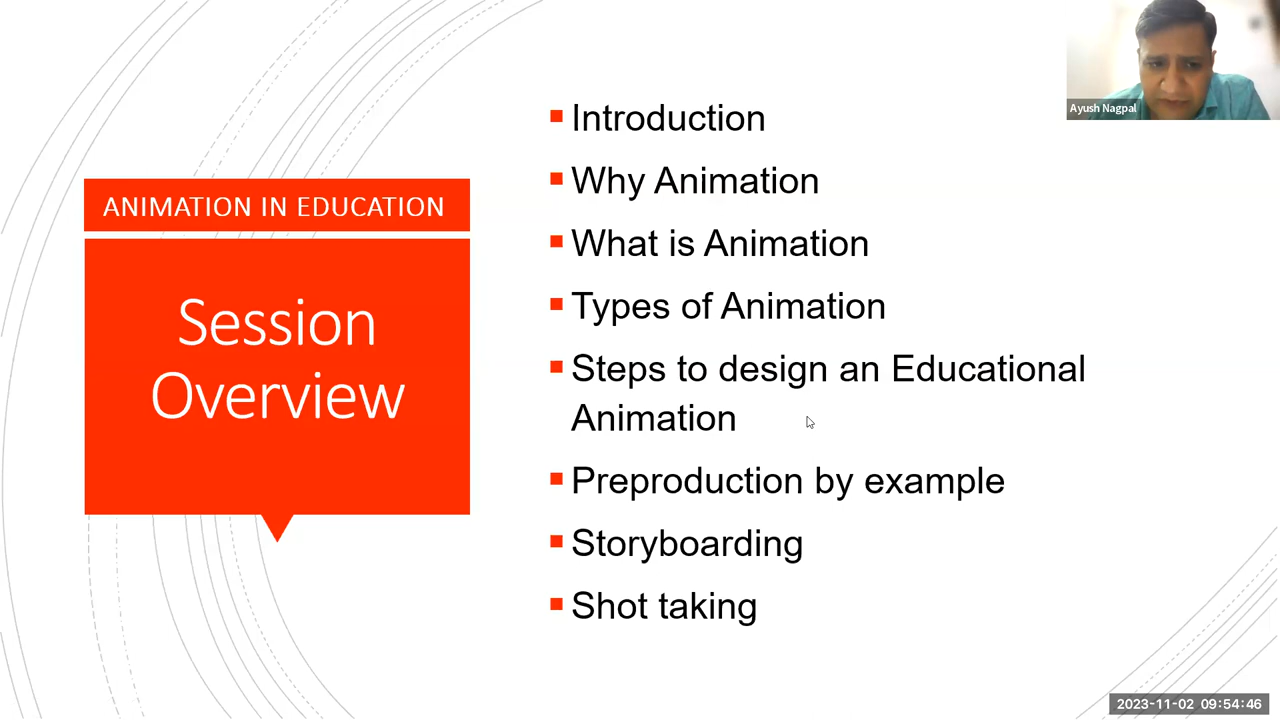 Ayush Nagpal
ANIMATION IN EDUCATION
Session
Overview
Introduction
Why Animation
What is Animation
Types of Animation
Steps to design an Educational
Animation
Preproduction by example
Storyboarding
Shot taking
2023-11-02 09:54:46